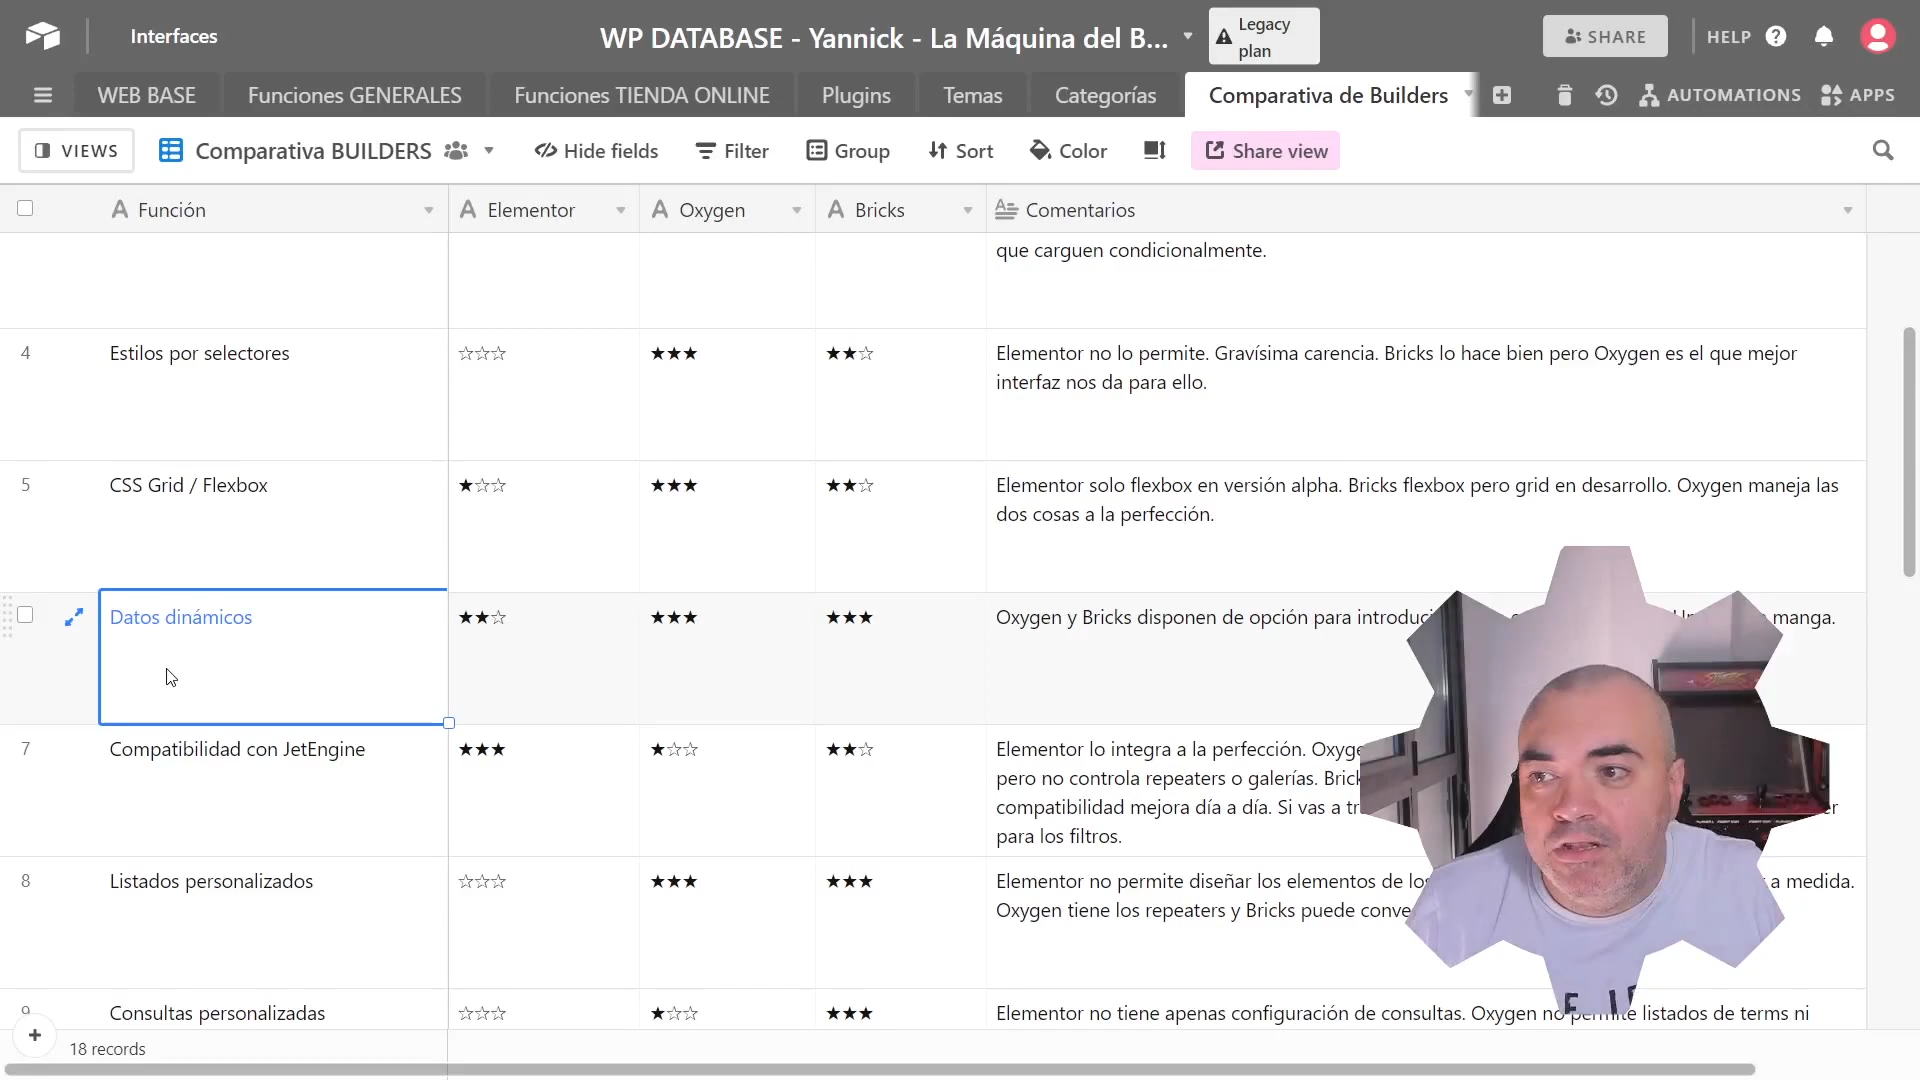 Interfaces
WP DATABASE - Yannick - La Máquina del B...
Legacy
plan
SHARE
HELP
WEB BASE
Funciones GENERALES
Funciones TIENDA ONLINE
Plugins
Temas
Categorías
Comparativa de Builders
AUTOMATIONS
APPS
VIEWS
Comparativa BUILDERS
Hide fields
Filter
Group
Sort
Color
Share view
Función
Elementor
Oxygen
Bricks
Comentarios
que carguen condicionalmente.
4
Estilos por selectores
☆☆☆
★★★
★★☆
Elementor no lo permite. Gravísima carencia. Bricks lo hace bien pero Oxygen es el que mejor
interfaz nos da para ello.
5
CSS Grid / Flexbox
★☆☆
★★★
★★☆
Elementor solo flexbox en versión alpha. Bricks flexbox pero grid en desarrollo. Oxygen maneja las
dos cosas a la perfección.
Datos dinámicos
★★☆
★★★
★★★
Oxygen y Bricks disponen de opción para manga.
7
Compatibilidad con JetEngine
★★★
★☆☆
★★☆
Elementor lo integra a la perfección.
pero no controla repeaters o galerías.
compatibilidad mejora día a día. Si vas a
para los filtros.
8
Listados personalizados
☆☆☆
★★★
★★★
Elementor no permite diseñar los elementos de a medida.
Oxygen tiene los repeaters y Bricks puede
9
Consultas personalizadas
☆☆☆
★☆☆
★★★
Elementor no tiene apenas configuración de consultas. Oxygen no permite listados de terms ni
18 records